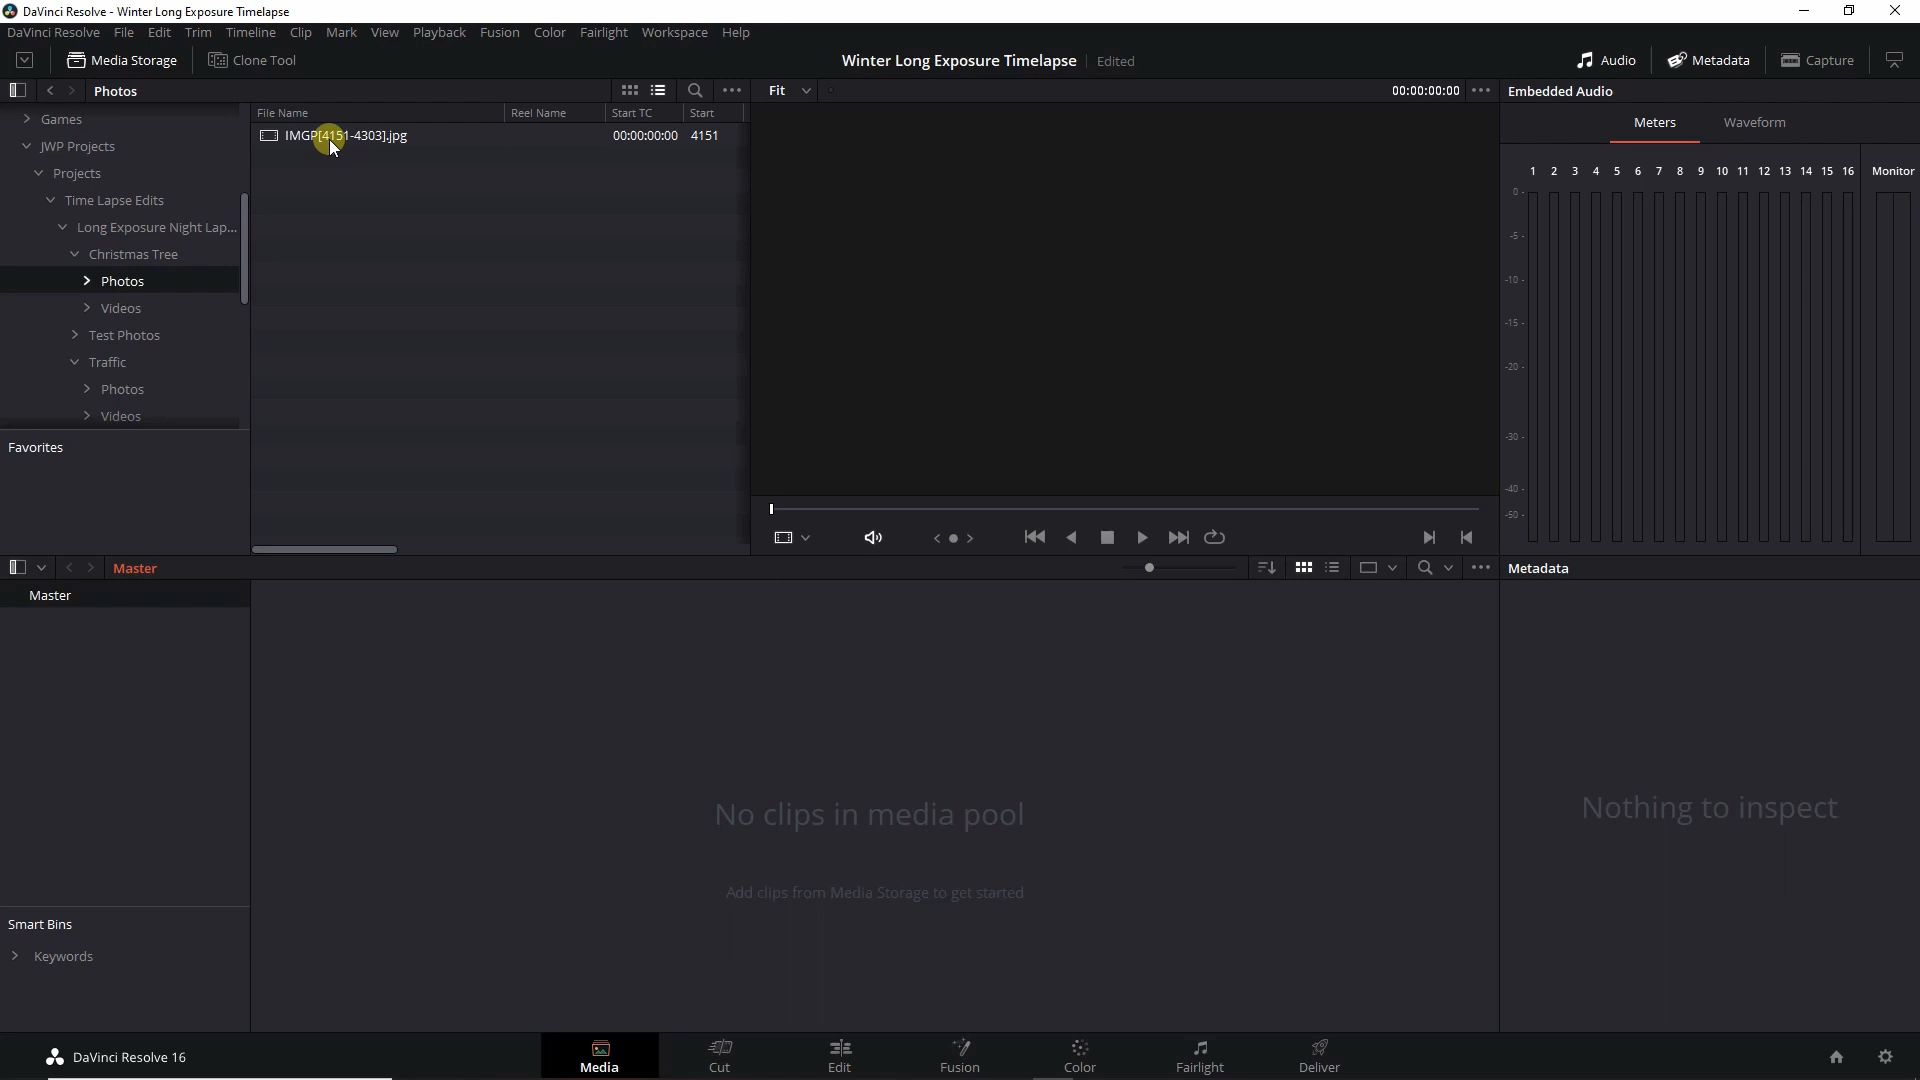 DaVinci Resolve - Winter Long Exposure Timelapse
DaVinci Resolve File Edit Trim Timeline Clip Mark View Playback Fusion Color Fairlight Workspace Help
Media Storage Clone Tool Winter Long Exposure Timelapse Edited Audio Metadata Capture
Photos Fit 00:00:00:00 Embedded Audio
File Name Reel Name Start TC Start
Games
IMGP[4151-4303].jpg 00:00:00:00 4151
Meters Waveform
JWP Projects
Projects
Time Lapse Edits
Long Exposure Night Lap...
Christmas Tree
Photos
Videos
Test Photos
Traffic
Photos
Videos
1 2 3 4 5 6 7 8 9 10 11 12 13 14 15 16 Monitor
0 -
-5 -
-10 -
-15 -
-20 -
-30 -
-40 -
-50 -
Favorites
Master Metadata
Master
No clips in media pool
Add clips from Media Storage to get started
Nothing to inspect
Smart Bins
Keywords
DaVinci Resolve 16
Media Cut Edit Fusion Color Fairlight Deliver